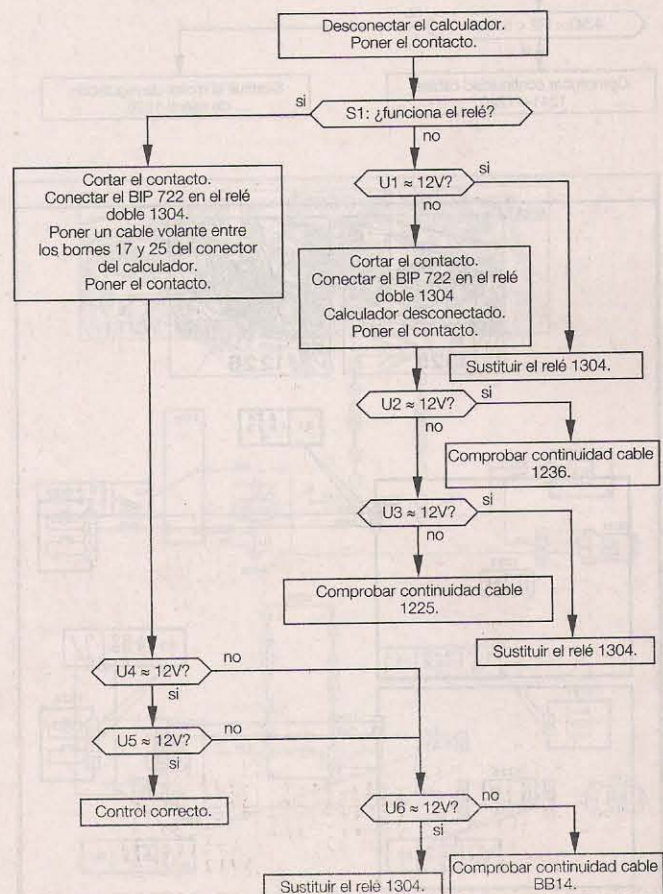 Desconectar el calculador.
Poner el contacto.
si
S1: ¿funciona el relé?
no
Cortar el contacto.
Conectar el BIP 722 en el relé
doble 1304.
Poner un cable volante entre
los bornes 17 y 25 del conector
del calculador.
Poner el contacto.
U1 ≈ 12V?
si
no
Cortar el contacto.
Conectar el BIP 722 en el relé
doble 1304
Calculador desconectado.
Poner el contacto.
Sustituir el relé 1304.
U2 ≈ 12V?
si
no
Comprobar continuidad cable
1236.
U3 ≈ 12V?
si
no
Comprobar continuidad cable
1225.
Sustituir el relé 1304.
U4 ≈ 12V?
no
si
U5 ≈ 12V?
no
si
Control correcto.
U6 ≈ 12V?
no
si
Comprobar continuidad cable
BB14.
Sustituir el relé 1304.